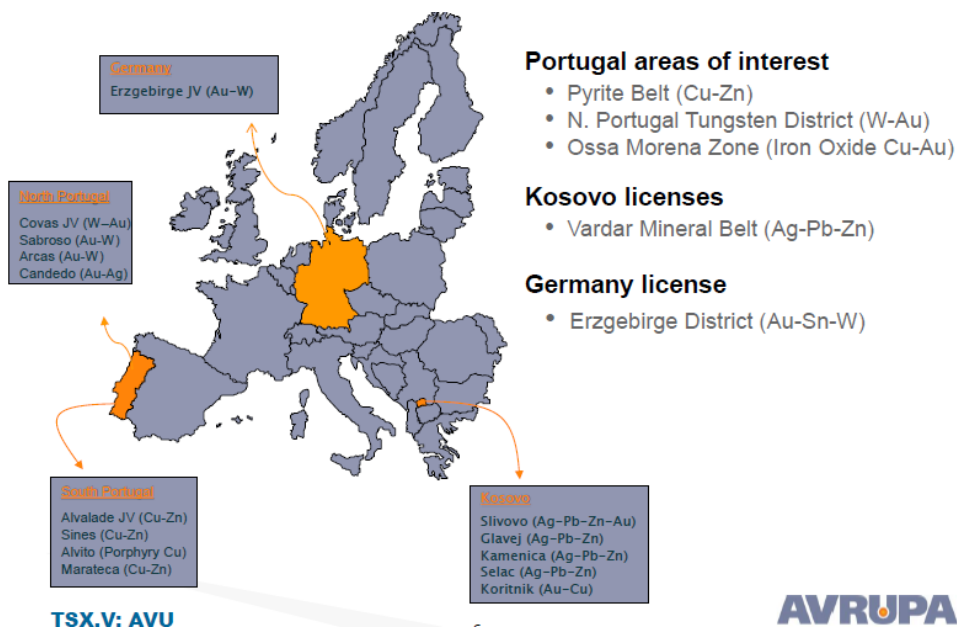 Germany
Erzgebirge JV (Au-W)
North Portugal
Covas JV (W-Au)
Sabroso (Au-W)
Arcas (Au-W)
Candedo (Au-Ag)
South Portugal
Alvalade JV (Cu-Zn)
Sines (Cu-Zn)
Alvito (Porphyry Cu)
Marateca (Cu-Zn)
Kosovo
Slivovo (Ag-Pb-Zn-Au)
Glavej (Ag-Pb-Zn)
Kamenica (Ag-Pb-Zn)
Selac (Ag-Pb-Zn)
Koritnik (Au-Cu)
Portugal areas of interest
• Pyrite Belt (Cu-Zn)
• N. Portugal Tungsten District (W-Au)
• Ossa Morena Zone (Iron Oxide Cu-Au)
Kosovo licenses
• Vardar Mineral Belt (Ag-Pb-Zn)
Germany license
• Erzgebirge District (Au-Sn-W)
TSX.V: AVU
AVRUPA